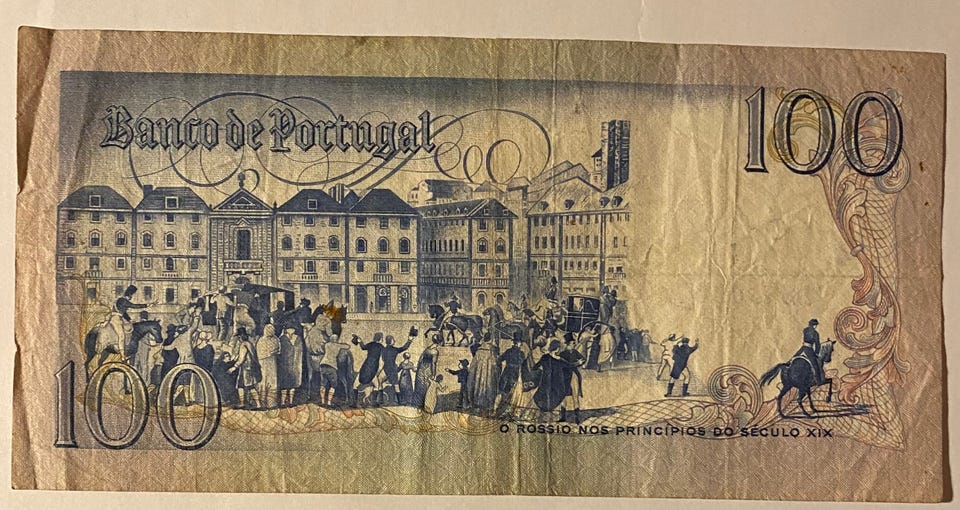 Banco de Portugal
100
100
O ROSSIO NOS PRINCÍPIOS DO SÉCULO XIX